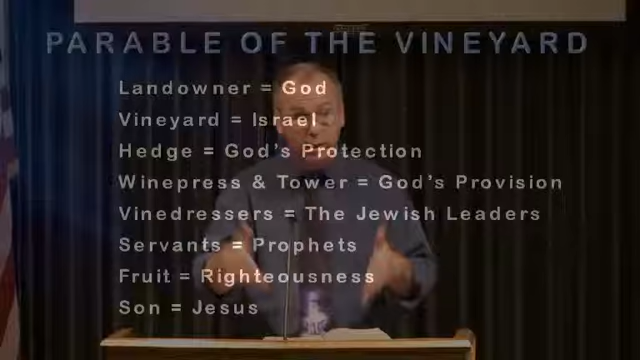 PARABLE OF THE VINEYARD
Landowner = God
Vineyard = Israel
Hedge = God's Protection
Winepress & Tower = God's Provision
Vinedressers = The Jewish Leaders
Servants = Prophets
Fruit = Righteousness
Son = Jesus